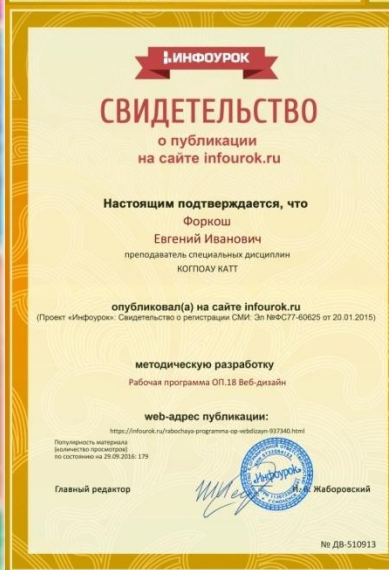 ИНФОУРОК
СВИДЕТЕЛЬСТВО
о публикации
на сайте infourok.ru
Настоящим подтверждается, что
Форкош
Евгений Иванович
преподаватель специальных дисциплин
КОГПОАУ КАТТ
опубликовал(а) на сайте infourok.ru
(Проект «Инфоурок»: Свидетельство о регистрации СМИ: Эл №ФС77-60625 от 20.01.2015)
методическую разработку
Рабочая программа ОП.18 Веб-дизайн
web-адрес публикации:
https://infourok.ru/rabochaya-programma-op-vebdizayn-937340.html
Популярность материала
(количество просмотров)
по состоянию на 29.09.2016: 179
Инфоурок
Главный редактор
Жаборовский
№ ДВ-510913